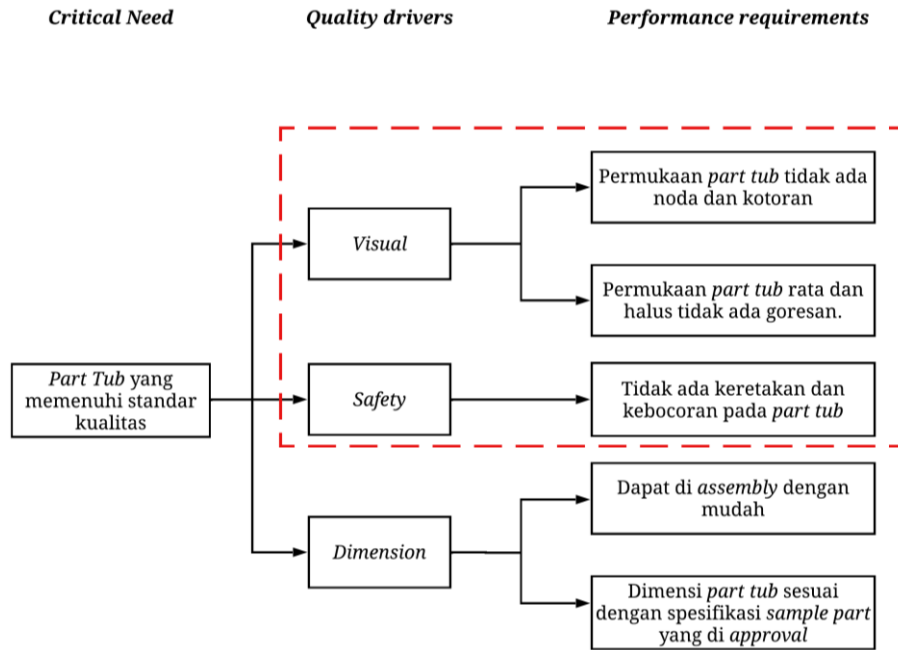 Critical Need
Quality drivers
Performance requirements
Permukaan part tub tidak ada
noda dan kotoran
Visual
Permukaan part tub rata dan
halus tidak ada goresan.
Part Tub yang
memenuhi standar
kualitas
Safety
Tidak ada keretakan dan
kebocoran pada part tub
Dapat di assembly dengan
mudah
Dimension
Dimensi part tub sesuai
dengan spesifikasi sample part
yang di approval